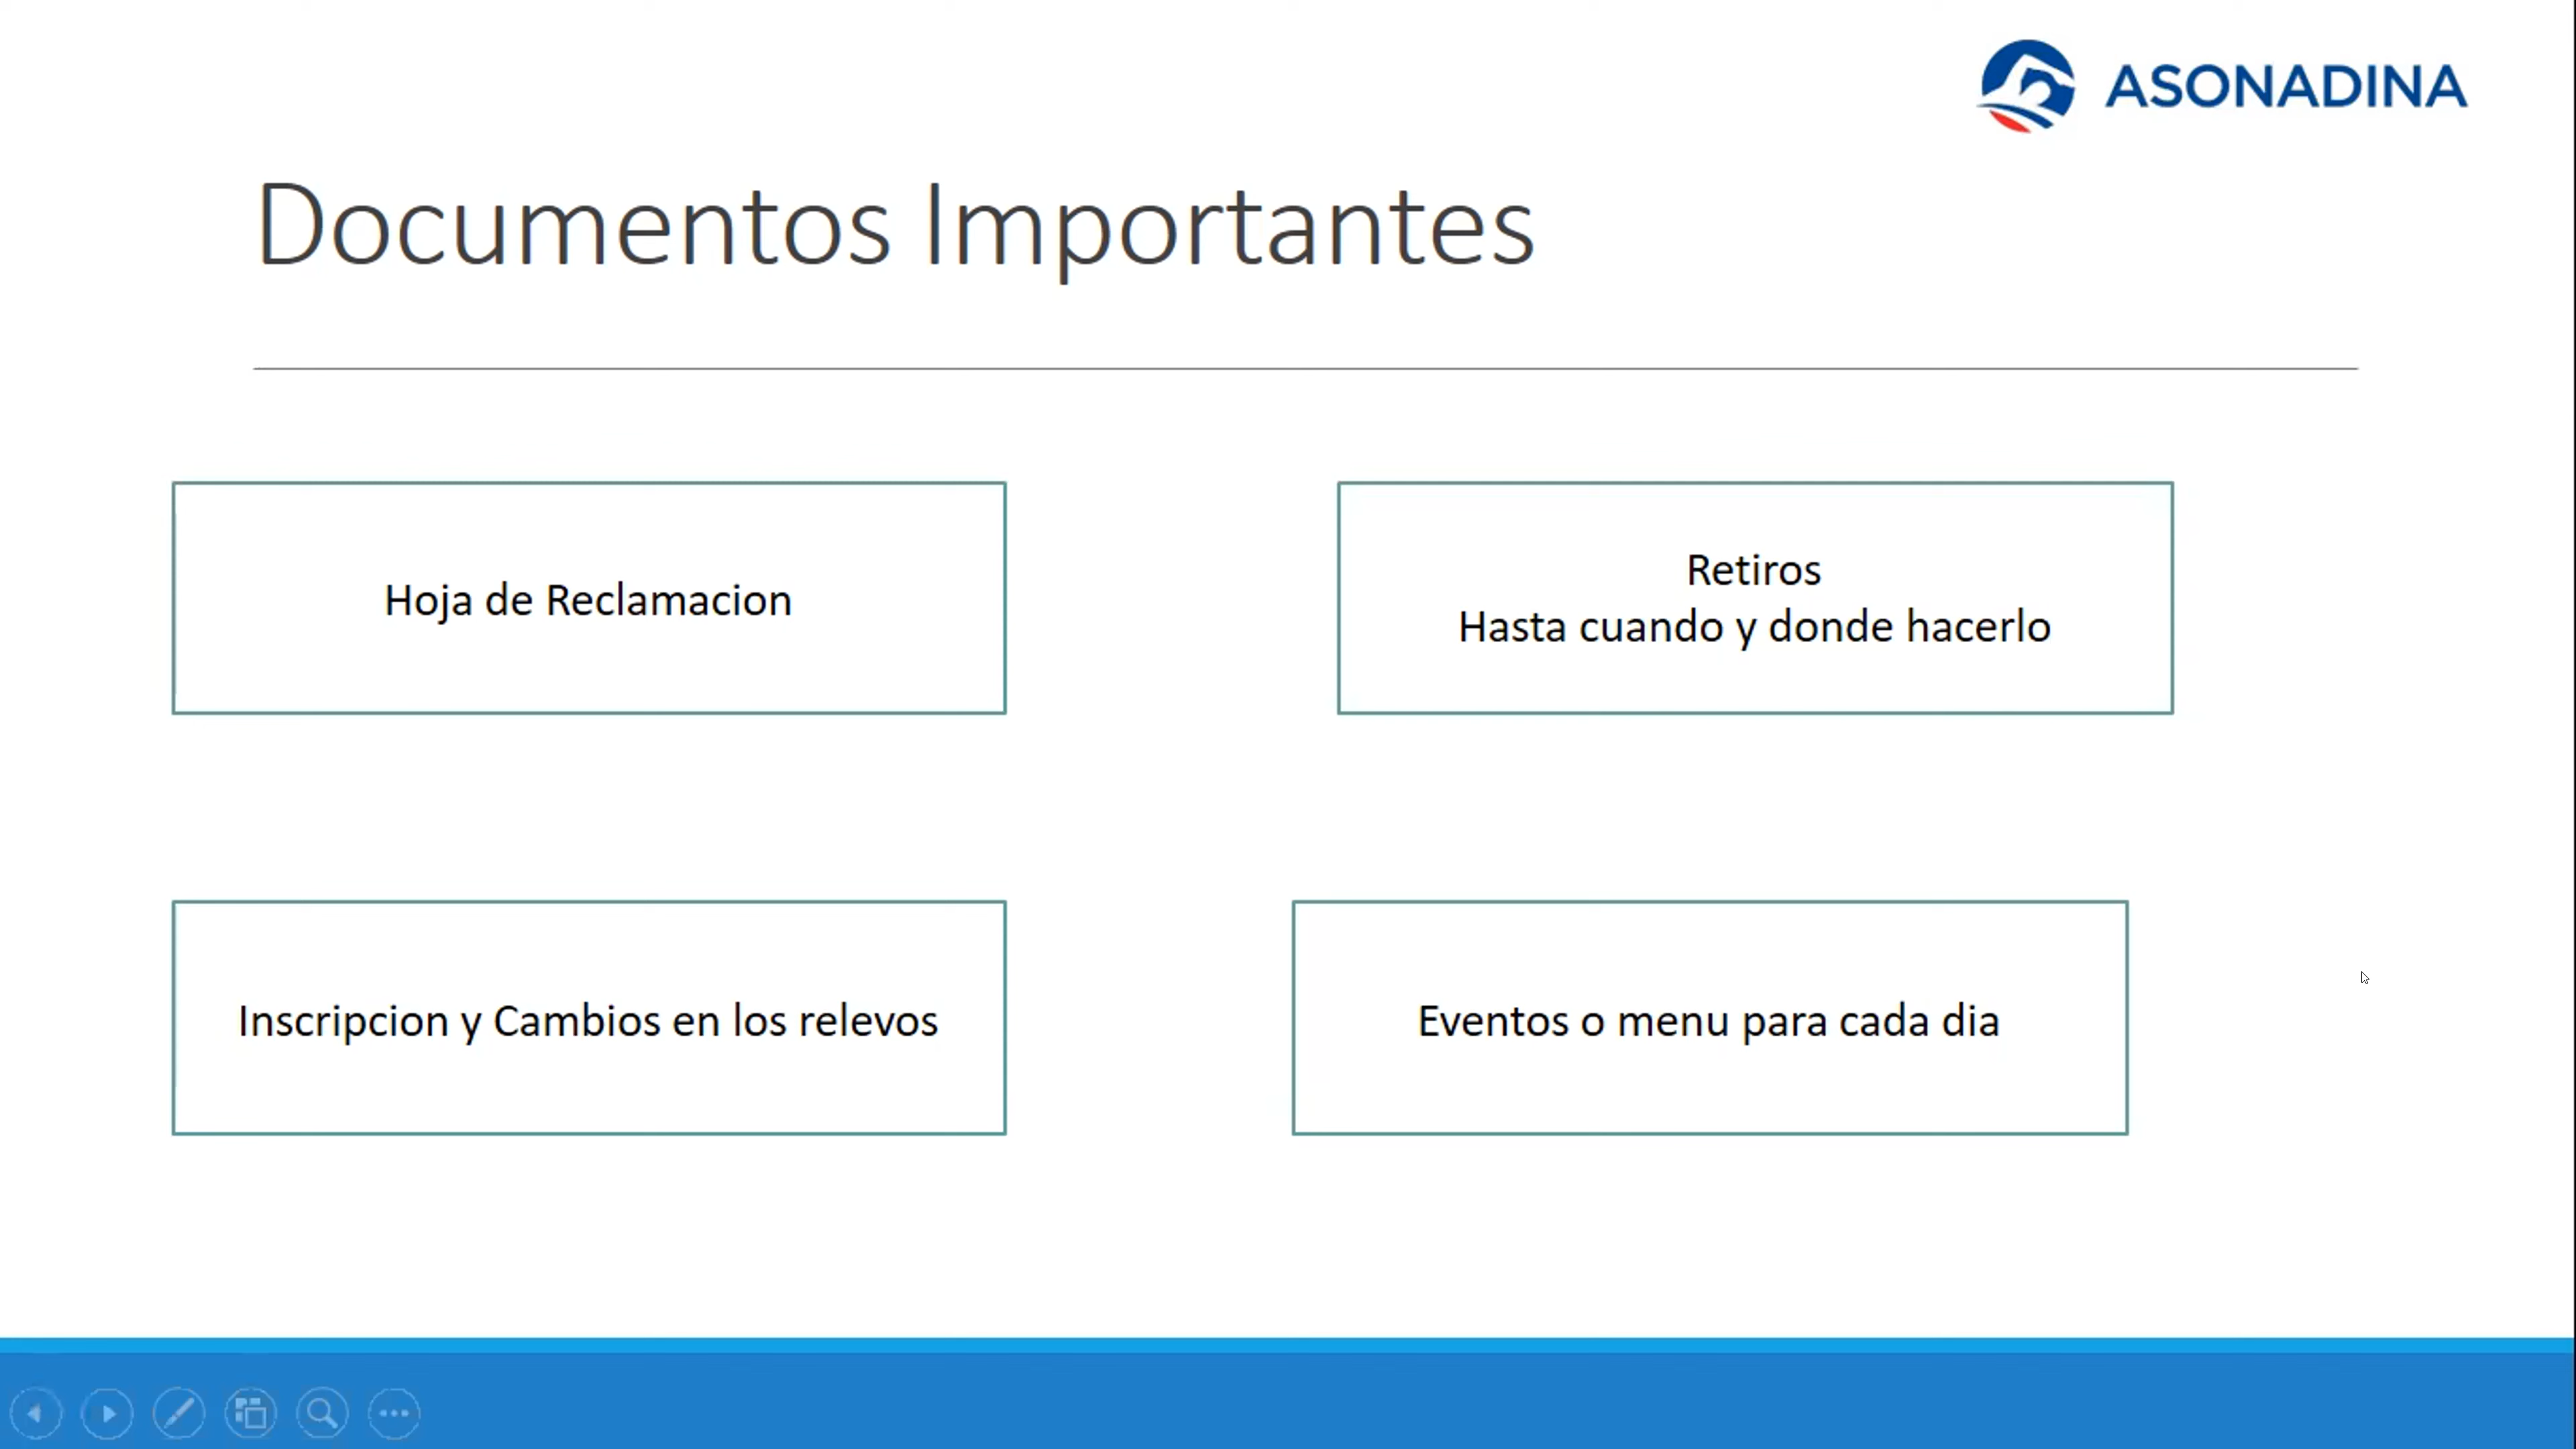 ASONADINA
Documentos Importantes
Hoja de Reclamacion
Retiros
Hasta cuando y donde hacerlo
Inscripcion y Cambios en los relevos
Eventos o menu para cada dia